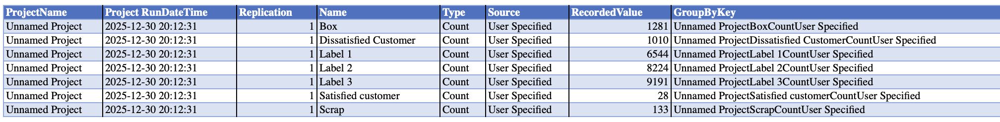 ProjectName Project RunDateTime Replication Name Type Source RecordedValue GroupByKey
Unnamed Project 2025-12-30 20:12:31 1 Box Count User Specified 1281 Unnamed ProjectBoxCountUser Specified
Unnamed Project 2025-12-30 20:12:31 1 Dissatisfied Customer Count User Specified 1010 Unnamed ProjectDissatisfied CustomerCountUser Specified
Unnamed Project 2025-12-30 20:12:31 1 Label 1 Count User Specified 6544 Unnamed ProjectLabel 1CountUser Specified
Unnamed Project 2025-12-30 20:12:31 1 Label 2 Count User Specified 8224 Unnamed ProjectLabel 2CountUser Specified
Unnamed Project 2025-12-30 20:12:31 1 Label 3 Count User Specified 9191 Unnamed ProjectLabel 3CountUser Specified
Unnamed Project 2025-12-30 20:12:31 1 Satisfied customer Count User Specified 28 Unnamed ProjectSatisfied customerCountUser Specified
Unnamed Project 2025-12-30 20:12:31 1 Scrap Count User Specified 133 Unnamed ProjectScrapCountUser Specified